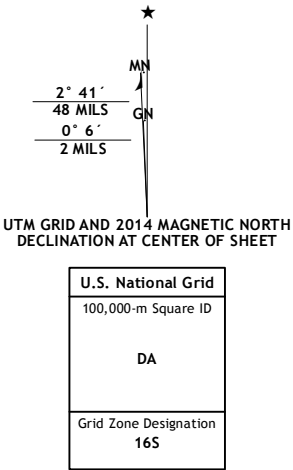 MN
2° 41´
48 MILS
GN
0° 6´
2 MILS
UTM GRID AND 2014 MAGNETIC NORTH
DECLINATION AT CENTER OF SHEET
U.S. National Grid
100,000-m Square ID
DA
Grid Zone Designation
16S